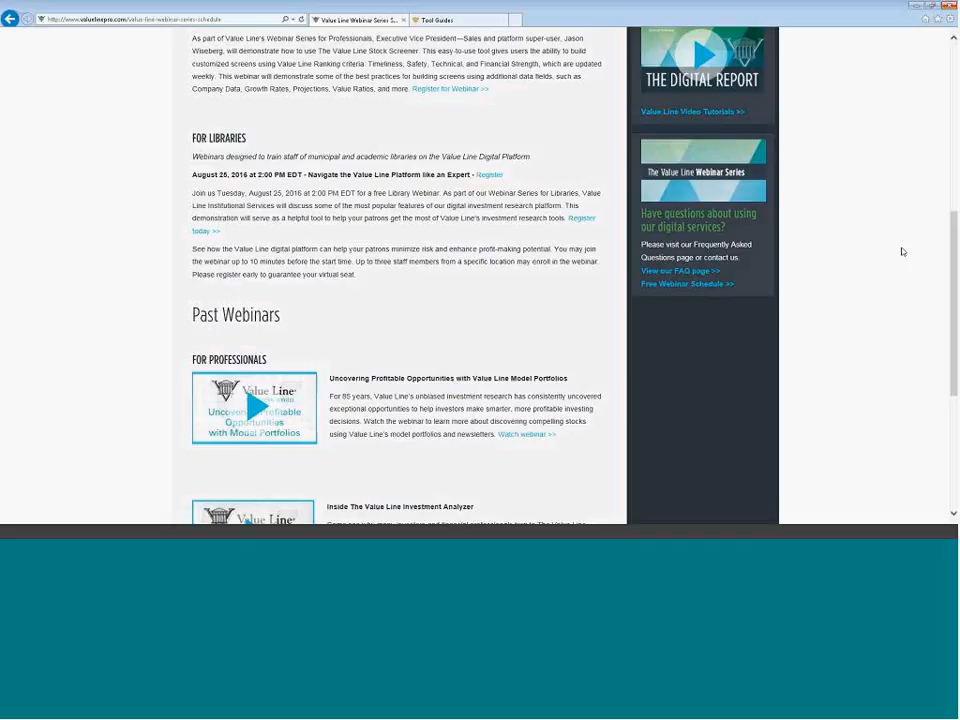 http://www.valuelinepro.com/value-line-webinar-series-schedule
Value Line Webinar Series S...
Tool Guides
As part of Value Line's Webinar Series for Professionals, Executive Vice President—Sales and platform super-user, Jason
Wiseberg, will demonstrate how to use The Value Line Stock Screener. This easy-to-use tool gives users the ability to build
customized screens using Value Line Ranking criteria: Timeliness, Safety, Technical, and Financial Strength, which are updated
weekly. This webinar will demonstrate some of the best practices for building screens using additional data fields, such as
Company Data, Growth Rates, Projections, Value Ratios, and more. Register for Webinar >>
FOR LIBRARIES
Webinars designed to train staff of municipal and academic libraries on the Value Line Digital Platform
August 25, 2016 at 2:00 PM EDT - Navigate the Value Line Platform like an Expert - Register
Join us Tuesday, August 25, 2016 at 2:00 PM EDT for a free Library Webinar. As part of our Webinar Series for Libraries, Value
Line Institutional Services will discuss some of the most popular features of our digital investment research platform. This
demonstration will serve as a helpful tool to help your patrons get the most of Value Line's investment research tools. Register
today >>
See how the Value Line digital platform can help your patrons minimize risk and enhance profit-making potential. You may join
the webinar up to 10 minutes before the start time. Up to three staff members from a specific location may enroll in the webinar.
Please register early to guarantee your virtual seat.
Past Webinars
FOR PROFESSIONALS
Value Line
Uncovering Profitable
Opportunities
with Model Portfolios
Uncovering Profitable Opportunities with Value Line Model Portfolios
For 85 years, Value Line's unbiased investment research has consistently uncovered
exceptional opportunities to help investors make smarter, more profitable investing
decisions. Watch the webinar to learn more about discovering compelling stocks
using Value Line's model portfolios and newsletters. Watch webinar >>
Value Line
Inside The Value Line Investment Analyzer
THE DIGITAL REPORT
Value Line Video Tutorials >>
The Value Line Webinar Series
Have questions about using
our digital services?
Please visit our Frequently Asked
Questions page or contact us.
View our FAQ page >>
Free Webinar Schedule >>